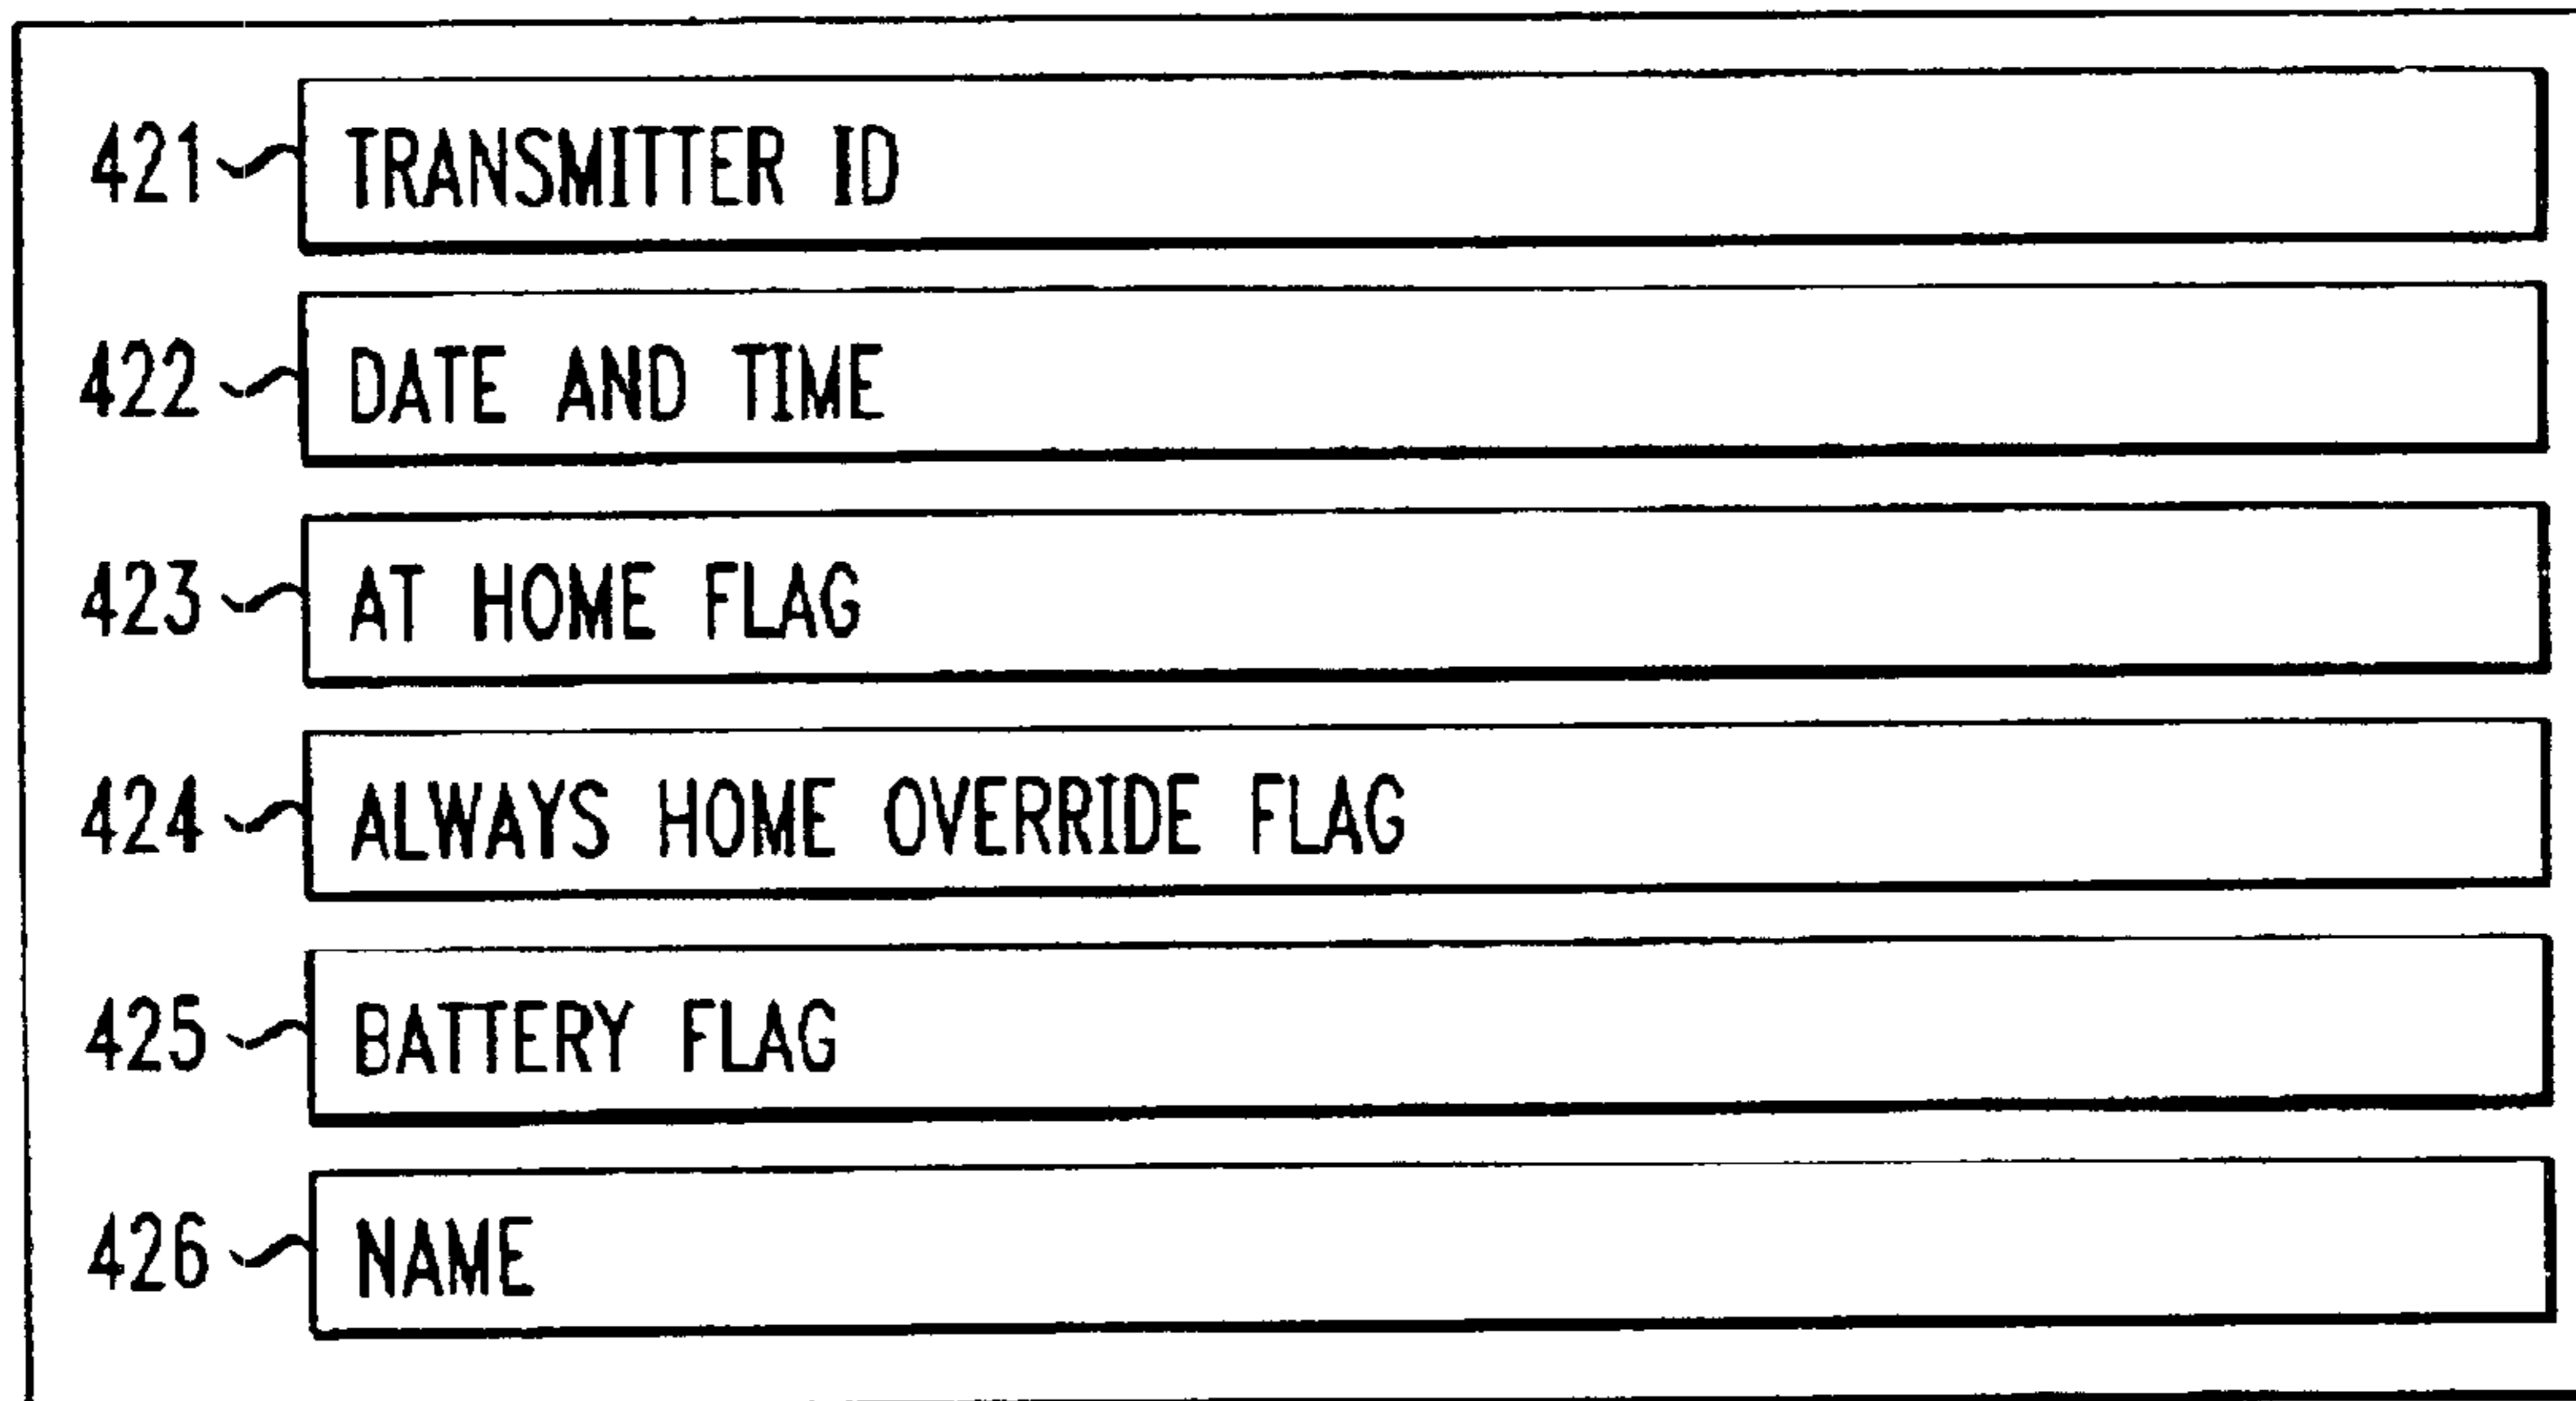 421 TRANSMITTER ID
422 DATE AND TIME
423 AT HOME FLAG
424 ALWAYS HOME OVERRIDE FLAG
425 BATTERY FLAG
426 NAME